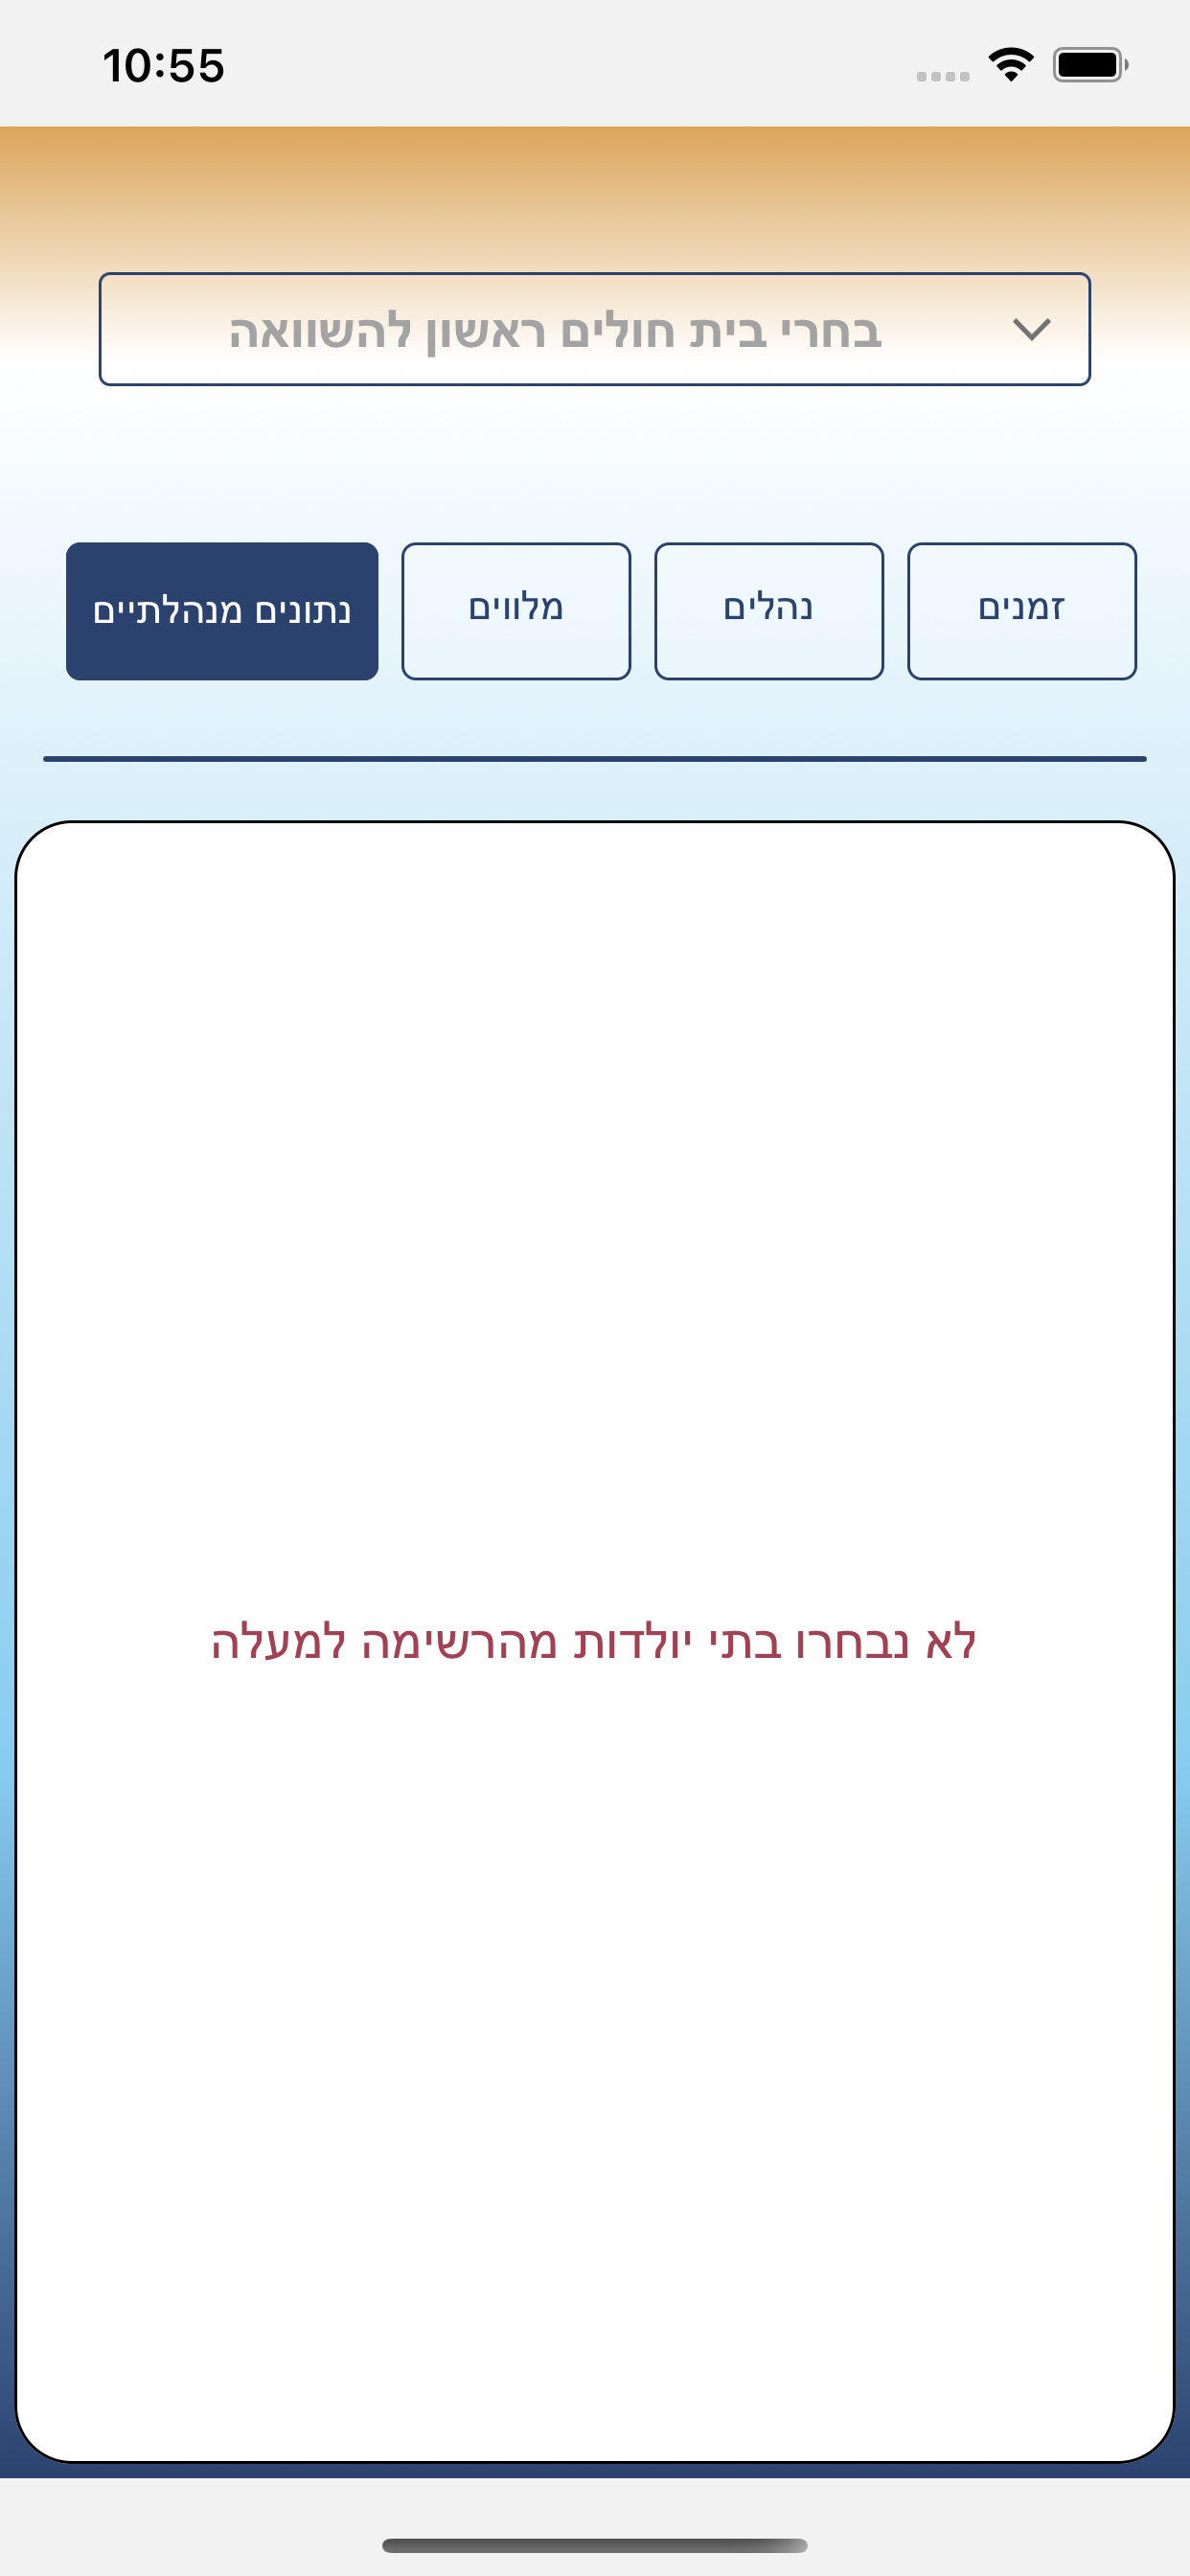 10:55
בחרי בית חולים ראשון להשוואה
זמנים
נהלים
מלווים
נתונים מנהלתיים
לא נבחרו בתי יולדות מהרשימה למעלה